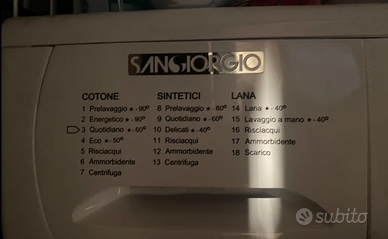 SANGIORGIO
COTONE
1 Prelavaggio * - 90°
2 Energetico * - 90°
3 Quotidiano * - 60°
4 Eco * - 50°
5 Risciacqui
6 Ammorbidente
7 Centrifuga
SINTETICI
8 Prelavaggio * - 60°
9 Quotidiano * - 60°
10 Delicati * - 40°
11 Risciacqui
12 Ammorbidente
13 Centrifuga
LANA
14 Lana * - 40°
15 Lavaggio a mano * - 40°
16 Risciacqui
17 Ammorbidente
18 Scarico
subito